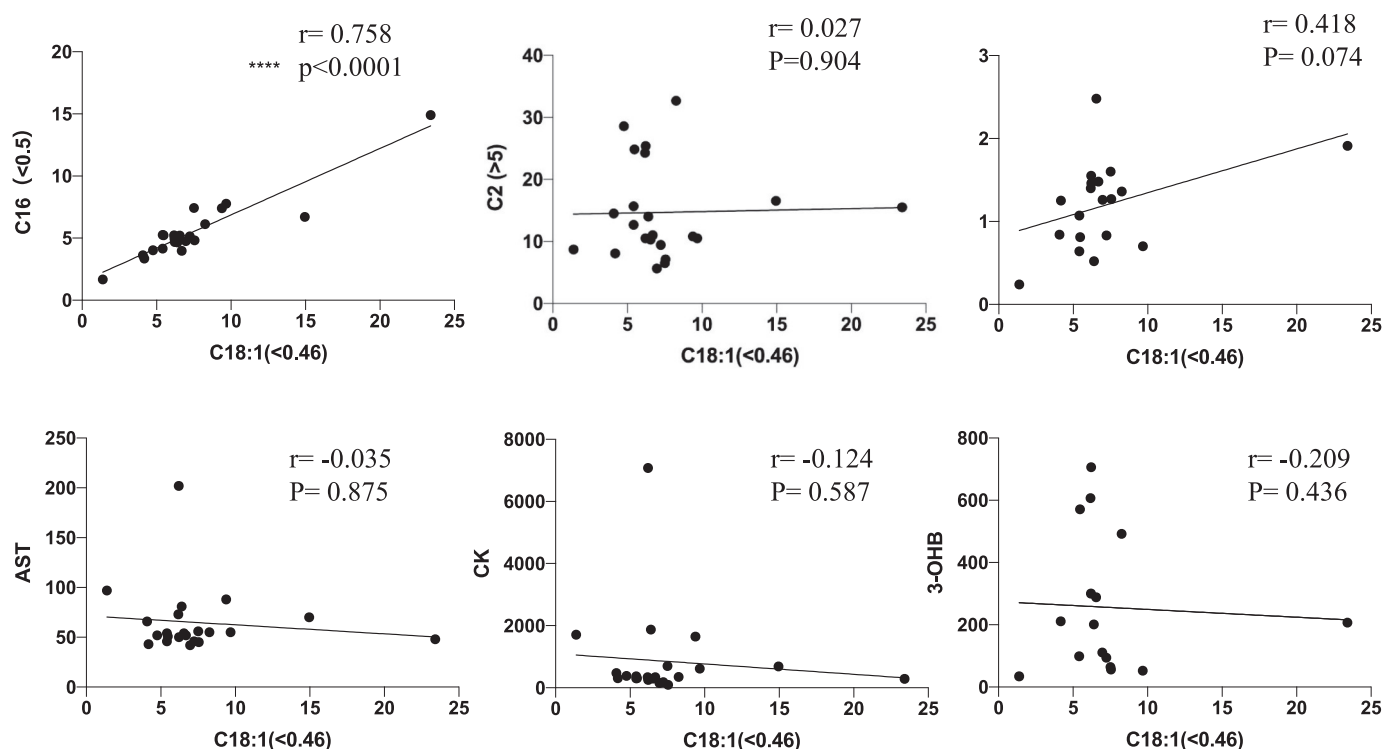 r= 0.758
**** p<0.0001
20
15
10
5
0
C16 (<0.5)
0 5 10 15 20 25
C18:1(<0.46)
r= 0.027
P=0.904
40
30
20
10
0
C2 (>5)
0 5 10 15 20 25
C18:1(<0.46)
r= 0.418
P= 0.074
3
2
1
0
0 5 10 15 20 25
C18:1(<0.46)
r= -0.035
P= 0.875
250
200
150
100
50
0
AST
0 5 10 15 20 25
C18:1(<0.46)
r= -0.124
P= 0.587
8000
6000
4000
2000
0
CK
0 5 10 15 20 25
C18:1(<0.46)
r= -0.209
P= 0.436
800
600
400
200
0
3-OHB
0 5 10 15 20 25
C18:1(<0.46)